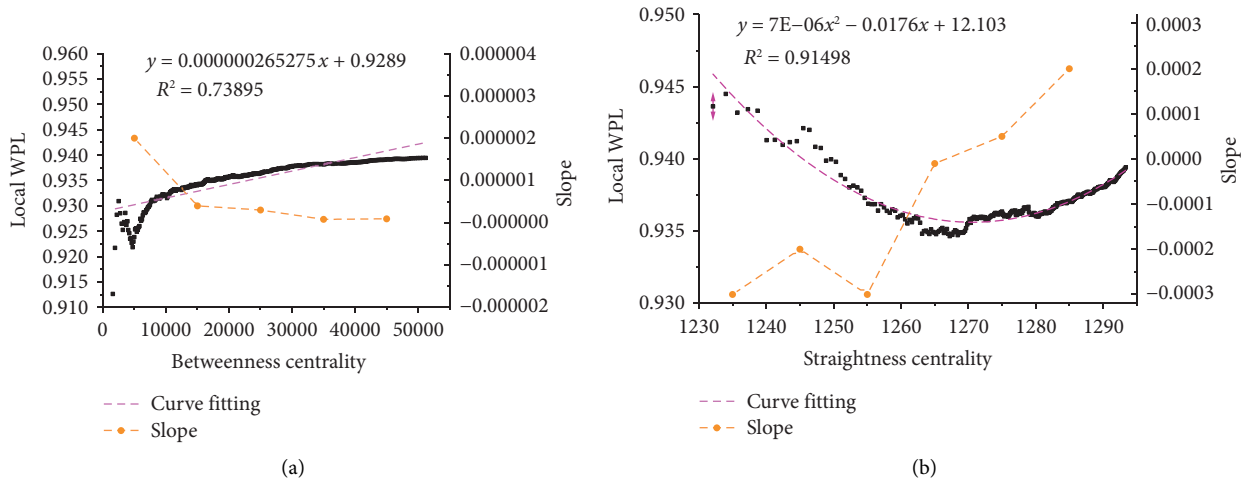 y = 0.000000265275x + 0.9289
R² = 0.73895
0.960
0.955
0.950
0.945
0.940
0.935
0.930
0.925
0.920
0.915
0.910
Local WPL
0.000004
0.000003
0.000002
0.000001
−0.000000
−0.000001
−0.000002
Slope
0 10000 20000 30000 40000 50000
Betweenness centrality
Curve fitting
Slope
(a)
y = 7E−06x² − 0.0176x + 12.103
R² = 0.91498
0.950
0.945
0.940
0.935
0.930
Local WPL
0.0003
0.0002
0.0001
0.0000
−0.0001
−0.0002
−0.0003
Slope
1230 1240 1250 1260 1270 1280 1290
Straightness centrality
Curve fitting
Slope
(b)